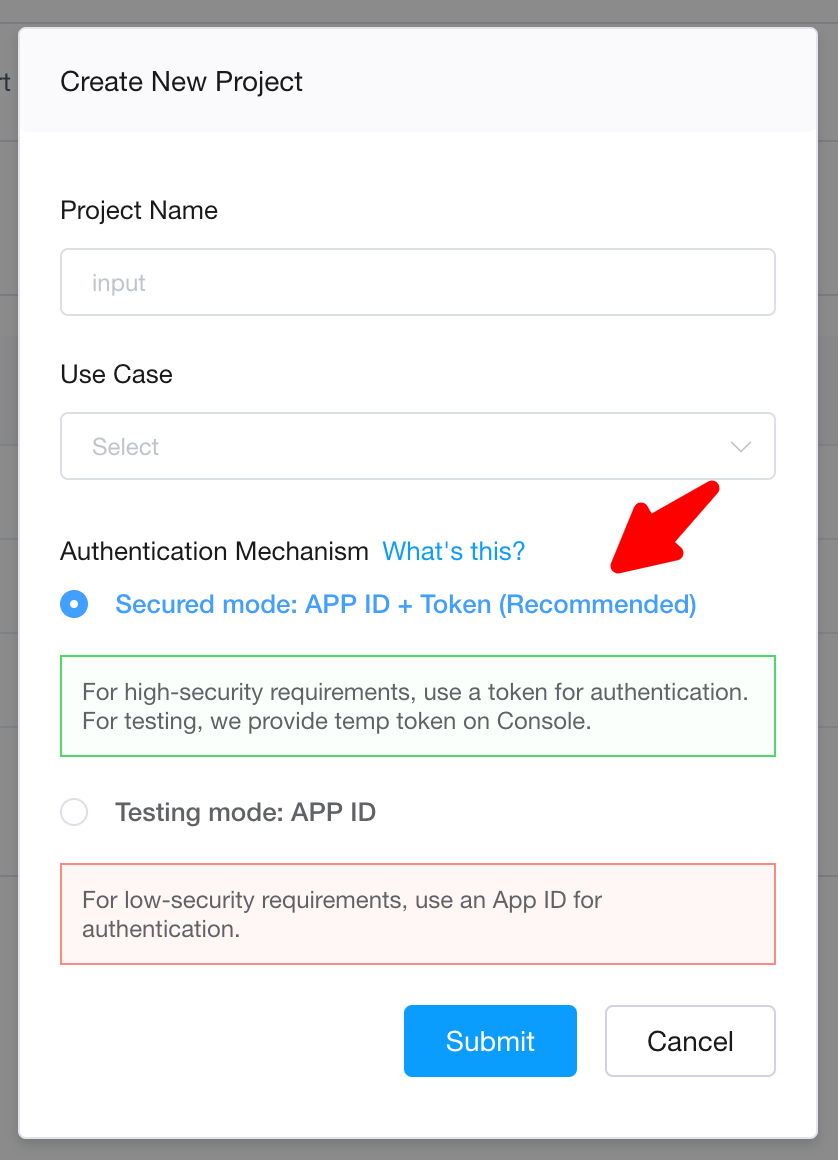 Create New Project
Project Name
input
Use Case
Select
Authentication Mechanism What's this?
Secured mode: APP ID + Token (Recommended)
For high-security requirements, use a token for authentication.
For testing, we provide temp token on Console.
Testing mode: APP ID
For low-security requirements, use an App ID for
authentication.
Submit Cancel